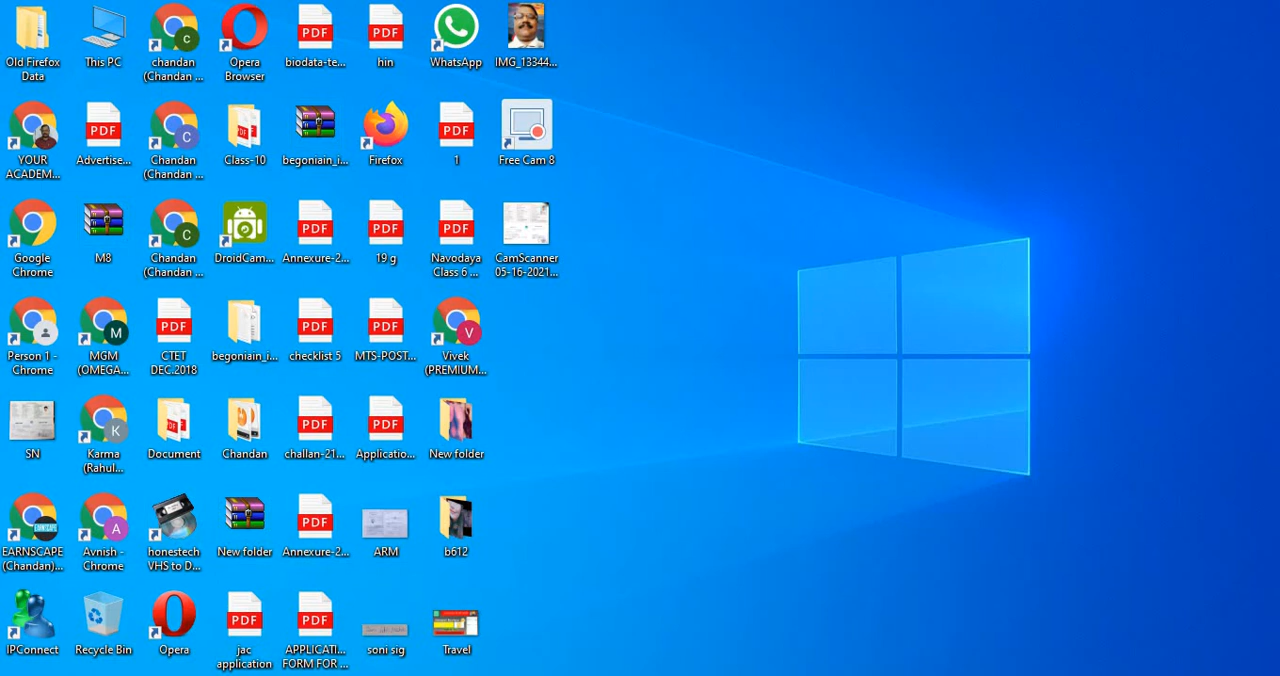 Old Firefox
Data
This PC
chandan
(Chandan ...
Opera
Browser
biodata-te...
hin
WhatsApp
IMG_13344...
YOUR
ACADEM...
Advertise...
Chandan
(Chandan ...
Class-10
begoniain_i...
Firefox
1
Free Cam 8
Google
Chrome
M8
Chandan
(Chandan ...
DroidCam...
Annexure-2...
19 g
Navodaya
Class 6 ...
CamScanner
05-16-2021...
Person 1 -
Chrome
MGM
(OMEGA...
CTET
DEC.2018
begoniain_i...
checklist 5
MTS-POST...
Vivek
(PREMIUM...
SN
Karma
(Rahul...
Document
Chandan
challan-21...
Applicatio...
New folder
EARNSCAPE
(Chandan)...
Avnish -
Chrome
honestech
VHS to D...
New folder
Annexure-2...
ARM
b612
IPConnect
Recycle Bin
Opera
jac
application
APPLICATI...
FORM FOR ...
soni sig
Travel